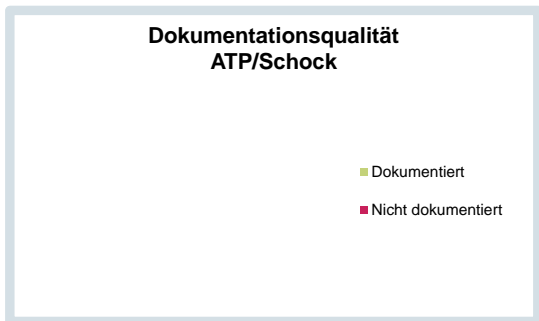 Dokumentationsqualität
ATP/Schock
Dokumentiert
Nicht dokumentiert